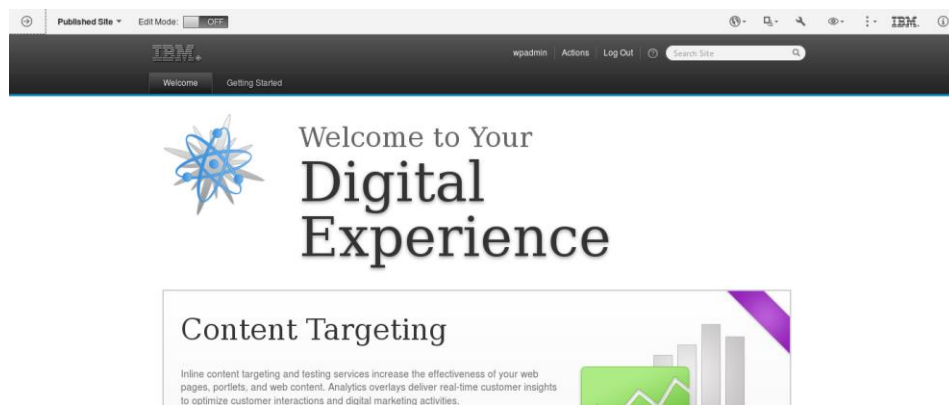 Published Site Edit Mode: OFF IBM.
IBM.
wpadmin Actions Log Out Search Site
Welcome Getting Started
Welcome to Your
Digital
Experience
Content Targeting
Inline content targeting and testing services increase the effectiveness of your web
pages, portlets, and web content. Analytics overlays deliver real-time customer insights
to optimize customer interactions and digital marketing activities.